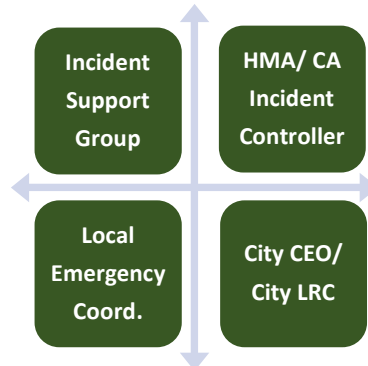 Incident
Support
Group
HMA/ CA
Incident
Controller
Local
Emergency
Coord.
City CEO/
City LRC